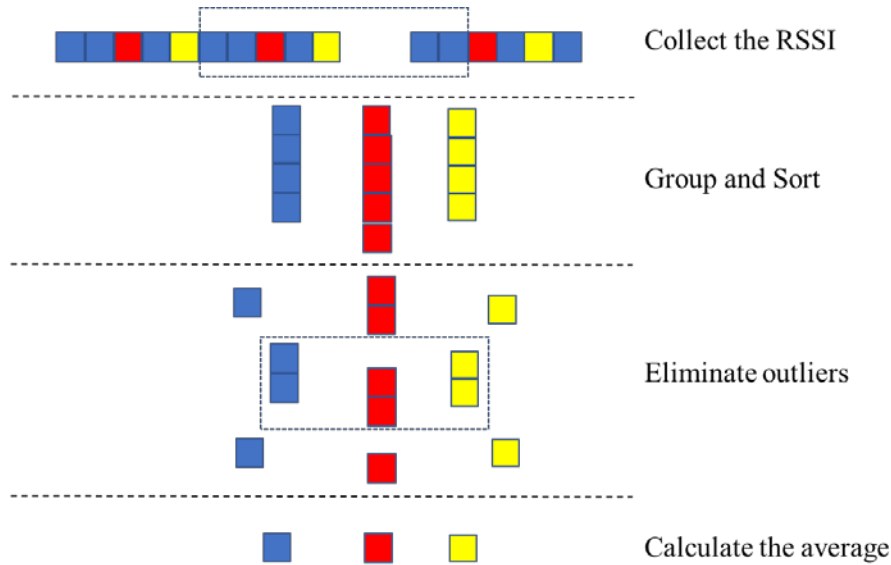 Collect the RSSI
Group and Sort
Eliminate outliers
Calculate the average